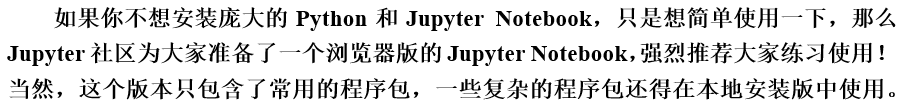 如果你不想安装庞大的 Python 和 Jupyter Notebook，只是想简单使用一下，那么
Jupyter 社区为大家准备了一个浏览器版的 Jupyter Notebook，强烈推荐大家练习使用！
当然，这个版本只包含了常用的程序包，一些复杂的程序包还得在本地安装版中使用。